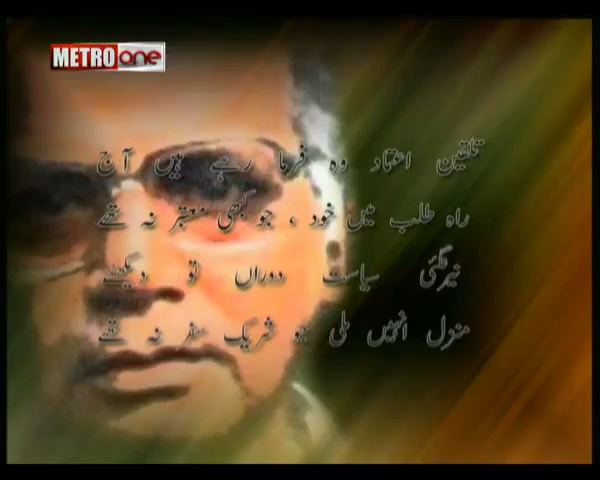 METRO one
تلقین اعتماد وہ فرما رہے ہیں آج
راہ طلب میں خود ، جو کبھی معتبر نہ تھے
نیرنگئی سیاست دوراں تو دیکھئے
منزل انہیں ملی جو شریک سفر نہ تھے